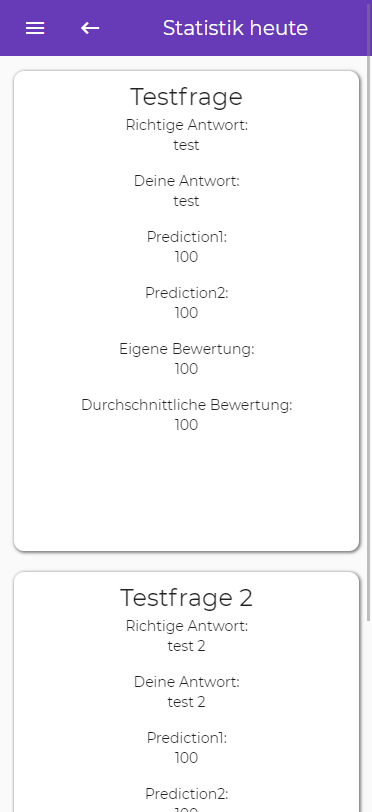 Statistik heute
Testfrage
Richtige Antwort:
test
Deine Antwort:
test
Prediction1:
100
Prediction2:
100
Eigene Bewertung:
100
Durchschnittliche Bewertung:
100
Testfrage 2
Richtige Antwort:
test 2
Deine Antwort:
test 2
Prediction1:
100
Prediction2:
100